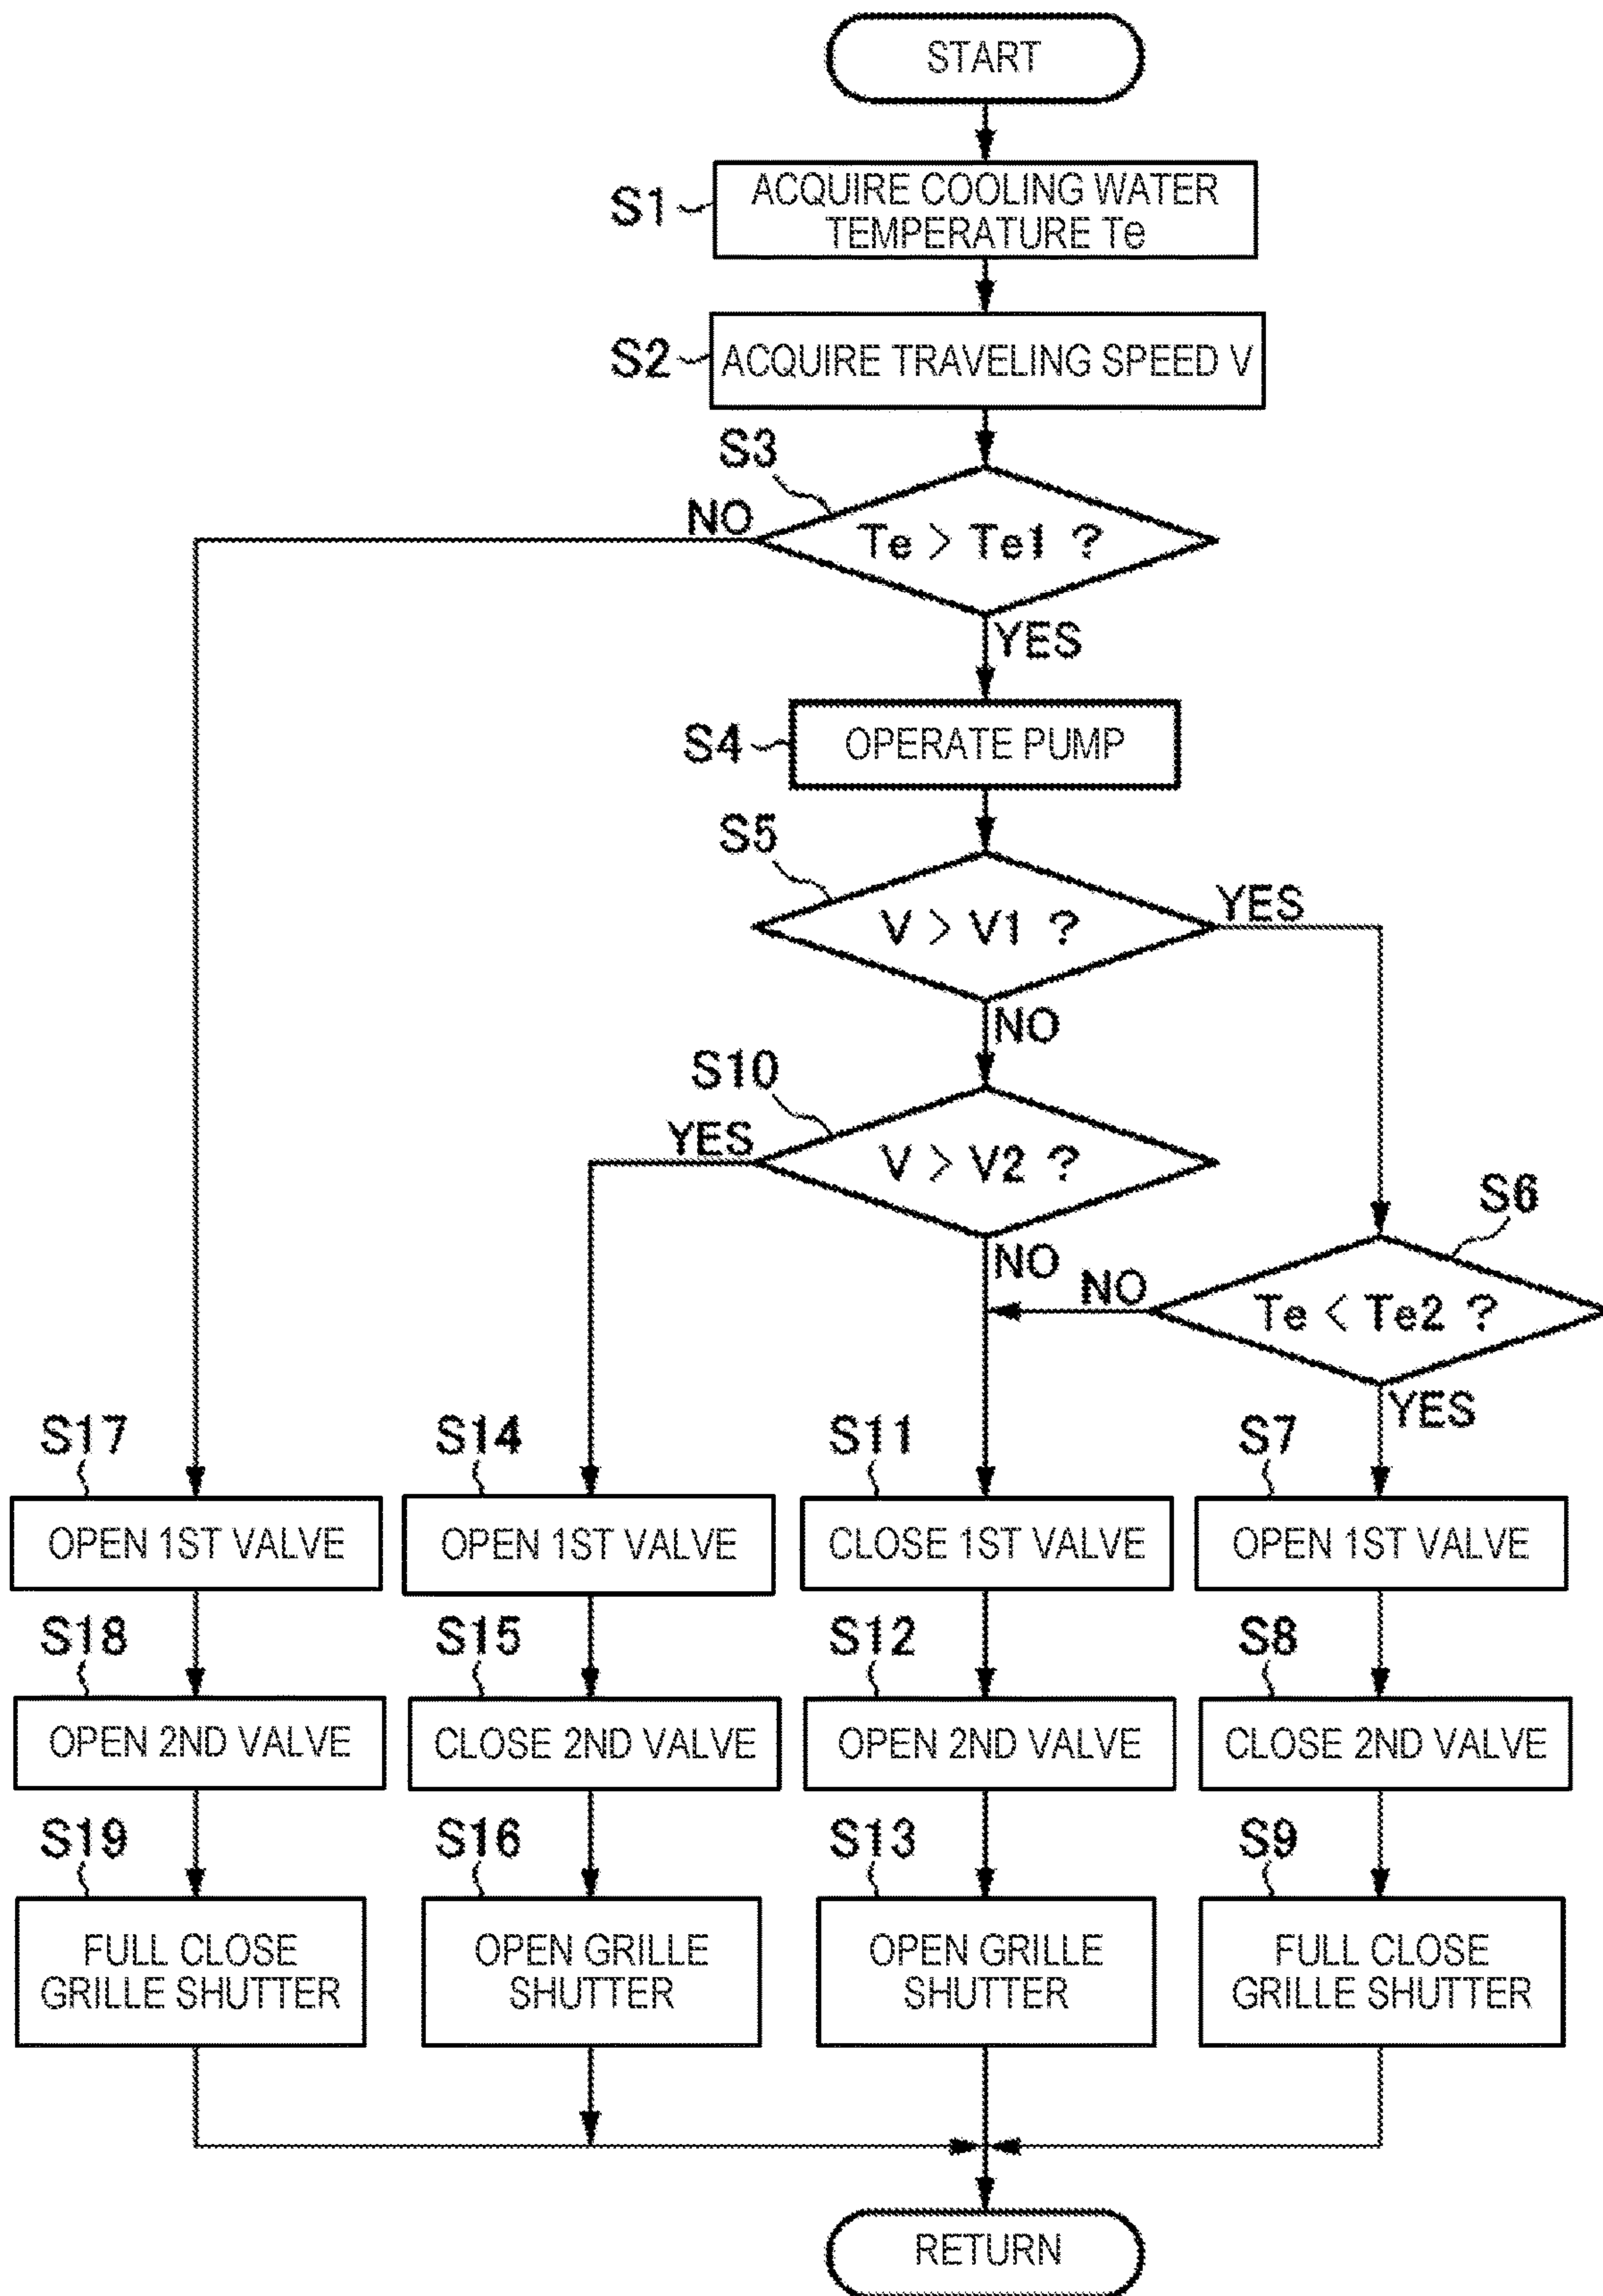 START
S1
ACQUIRE COOLING WATER
TEMPERATURE Te
S2
ACQUIRE TRAVELING SPEED V
S3
NO
Te > Te1 ?
YES
S4
OPERATE PUMP
S5
V > V1 ?
YES
NO
S10
YES
V > V2 ?
NO
S6
NO
Te < Te2 ?
YES
S17
S14
S11
S7
OPEN 1ST VALVE
OPEN 1ST VALVE
CLOSE 1ST VALVE
OPEN 1ST VALVE
S18
S15
S12
S8
OPEN 2ND VALVE
CLOSE 2ND VALVE
OPEN 2ND VALVE
CLOSE 2ND VALVE
S19
S16
S13
S9
FULL CLOSE
GRILLE SHUTTER
OPEN GRILLE
SHUTTER
OPEN GRILLE
SHUTTER
FULL CLOSE
GRILLE SHUTTER
RETURN